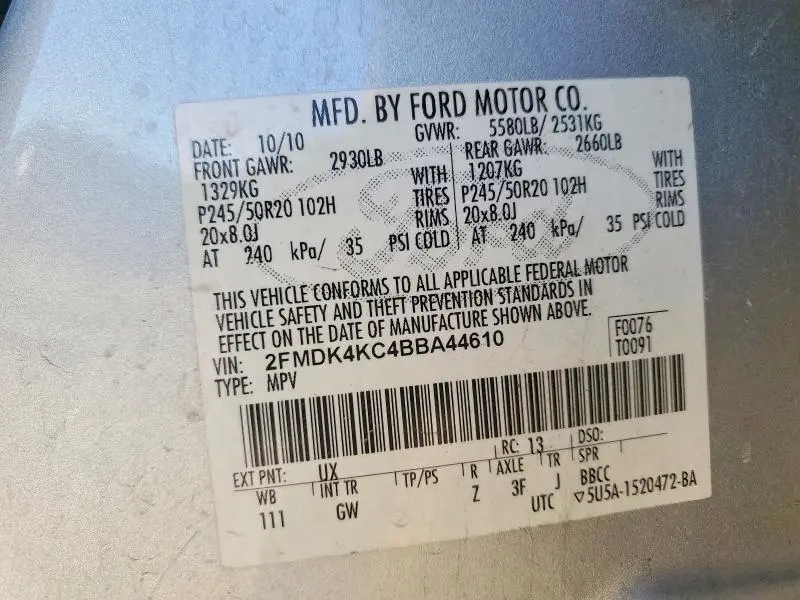 MFD. BY FORD MOTOR CO.
DATE: 10/10 GVWR: 5580LB/ 2531KG
FRONT GAWR: 2930LB REAR GAWR: 2660LB
1329KG WITH 1207KG WITH
P245/50R20 102H TIRES P245/50R20 102H TIRES
20x8.0J RIMS 20x8.0J RIMS
AT 240 kPa/ 35 PSI COLD AT 240 kPa/ 35 PSI COLD
THIS VEHICLE CONFORMS TO ALL APPLICABLE FEDERAL MOTOR
VEHICLE SAFETY AND THEFT PREVENTION STANDARDS IN
EFFECT ON THE DATE OF MANUFACTURE SHOWN ABOVE.
VIN: 2FMDK4KC4BBA44610 F0076
TYPE: MPV T0091
EXT PNT: UX RC: 13 DSO:
WB INT TR TP/PS R AXLE TR SPR
111 GW Z 3F J BBCC
UTC ▽5U5A-1520472-BA
Ford